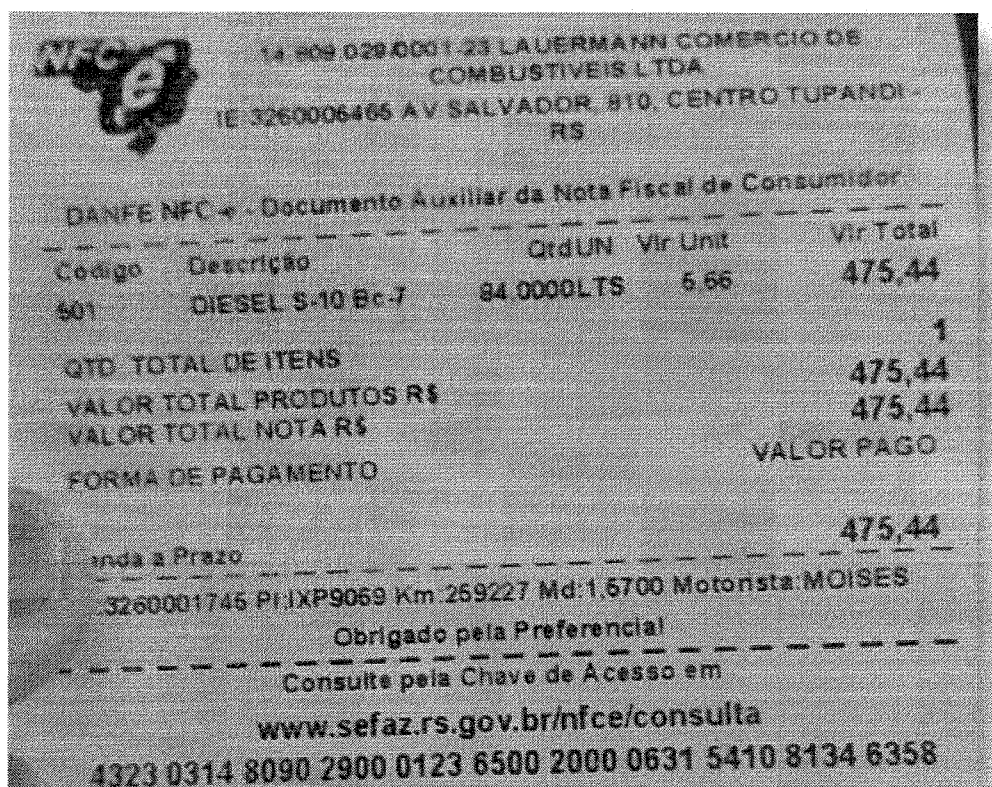 NFC
e
14 809 029/0001-23 LAUERMANN COMERCIO DE
COMBUSTIVEIS LTDA
IE 3260006465 AV SALVADOR, 810, CENTRO TUPANDI -
RS
DANFE NFC-e - Documento Auxiliar da Nota Fiscal de Consumidor
Codigo Descrição QtdUN Vlr Unit Vlr Total
501 DIESEL S-10 Bc-7 84.0000LTS 5,66 475,44
QTD TOTAL DE ITENS 1
VALOR TOTAL PRODUTOS R$ 475,44
VALOR TOTAL NOTA R$ 475,44
FORMA DE PAGAMENTO VALOR PAGO
anda a Prazo 475,44
3260001745 Pl:IXP9069 Km:259227 Md:1,6700 Motorista:MOISES
Obrigado pela Preferencia!
Consulte pela Chave de Acesso em
www.sefaz.rs.gov.br/nfce/consulta
4323 0314 8090 2900 0123 6500 2000 0631 5410 8134 6358